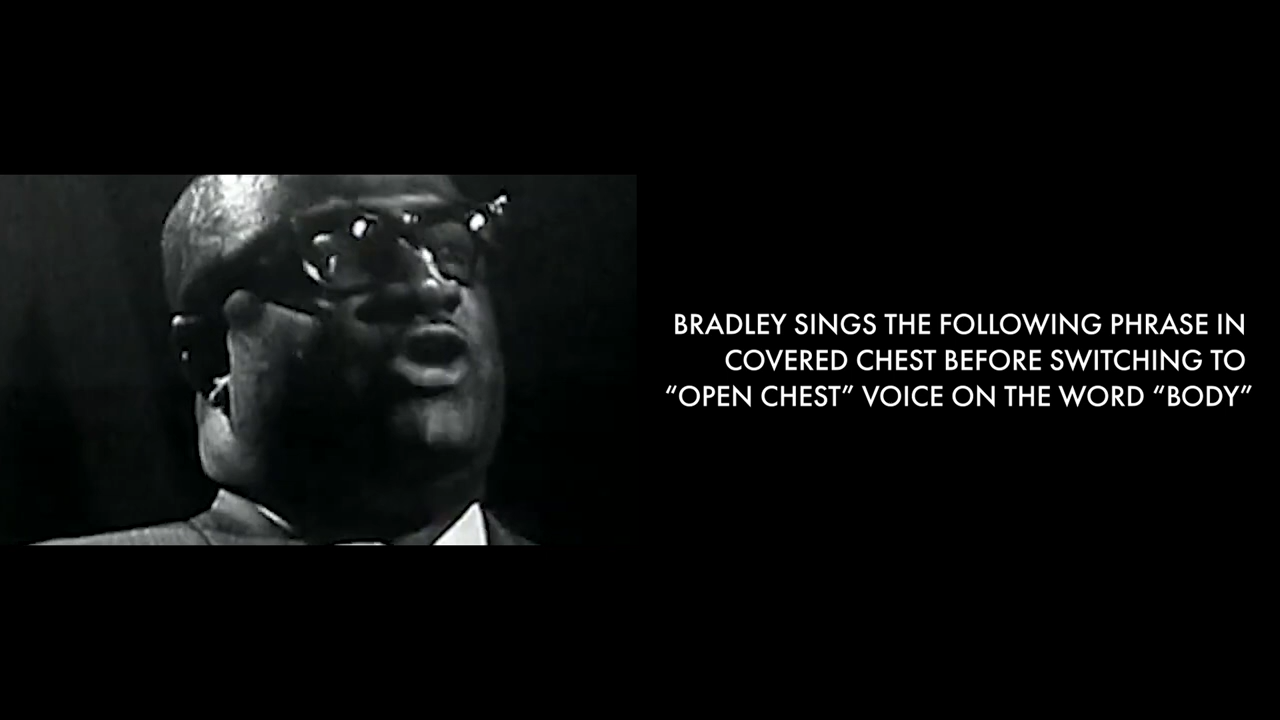 BRADLEY SINGS THE FOLLOWING PHRASE IN
COVERED CHEST BEFORE SWITCHING TO
“OPEN CHEST” VOICE ON THE WORD “BODY”